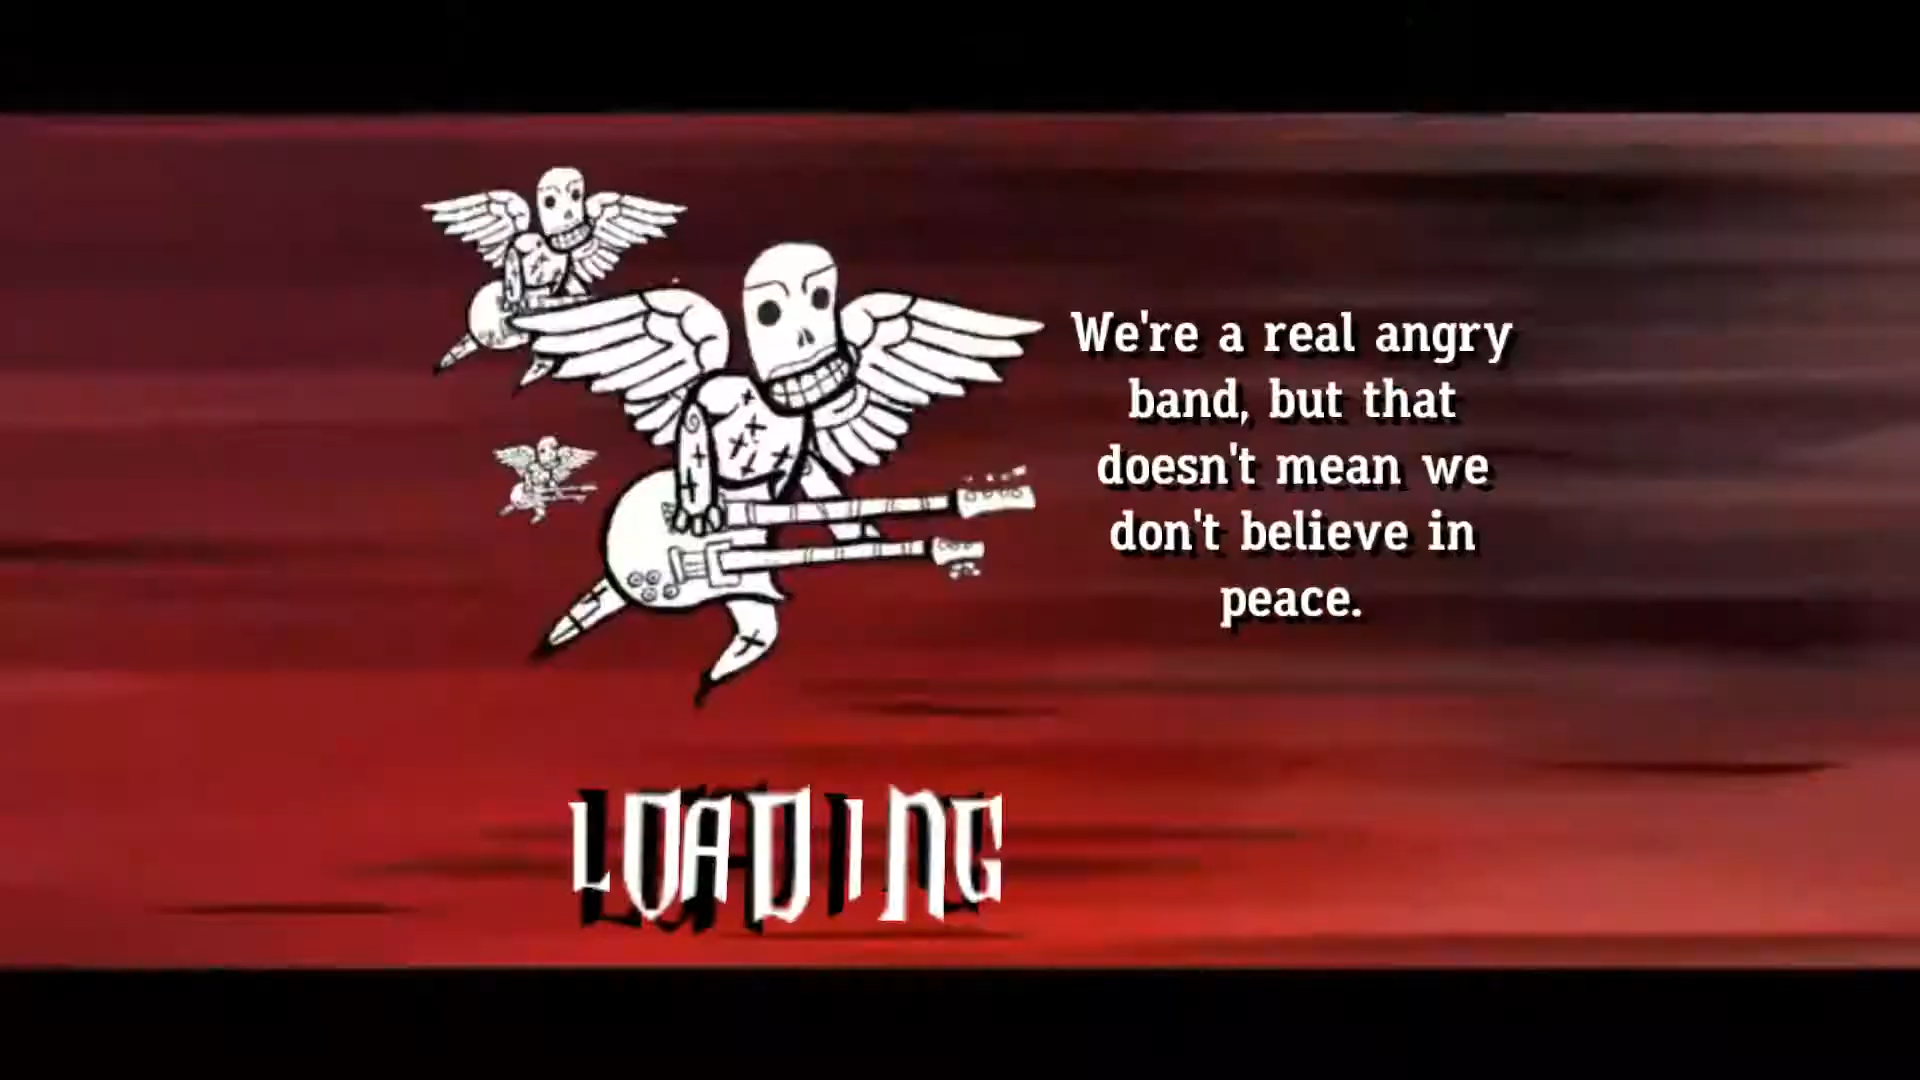 We're a real angry
band, but that
doesn't mean we
don't believe in
peace.
LOADING